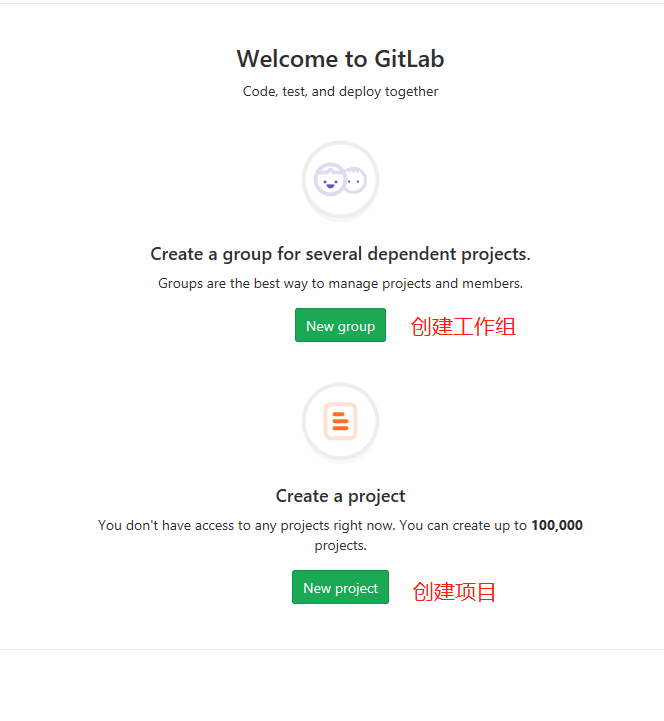 Welcome to GitLab
Code, test, and deploy together
Create a group for several dependent projects.
Groups are the best way to manage projects and members.
New group 创建工作组
Create a project
You don't have access to any projects right now. You can create up to 100,000
projects.
New project 创建项目